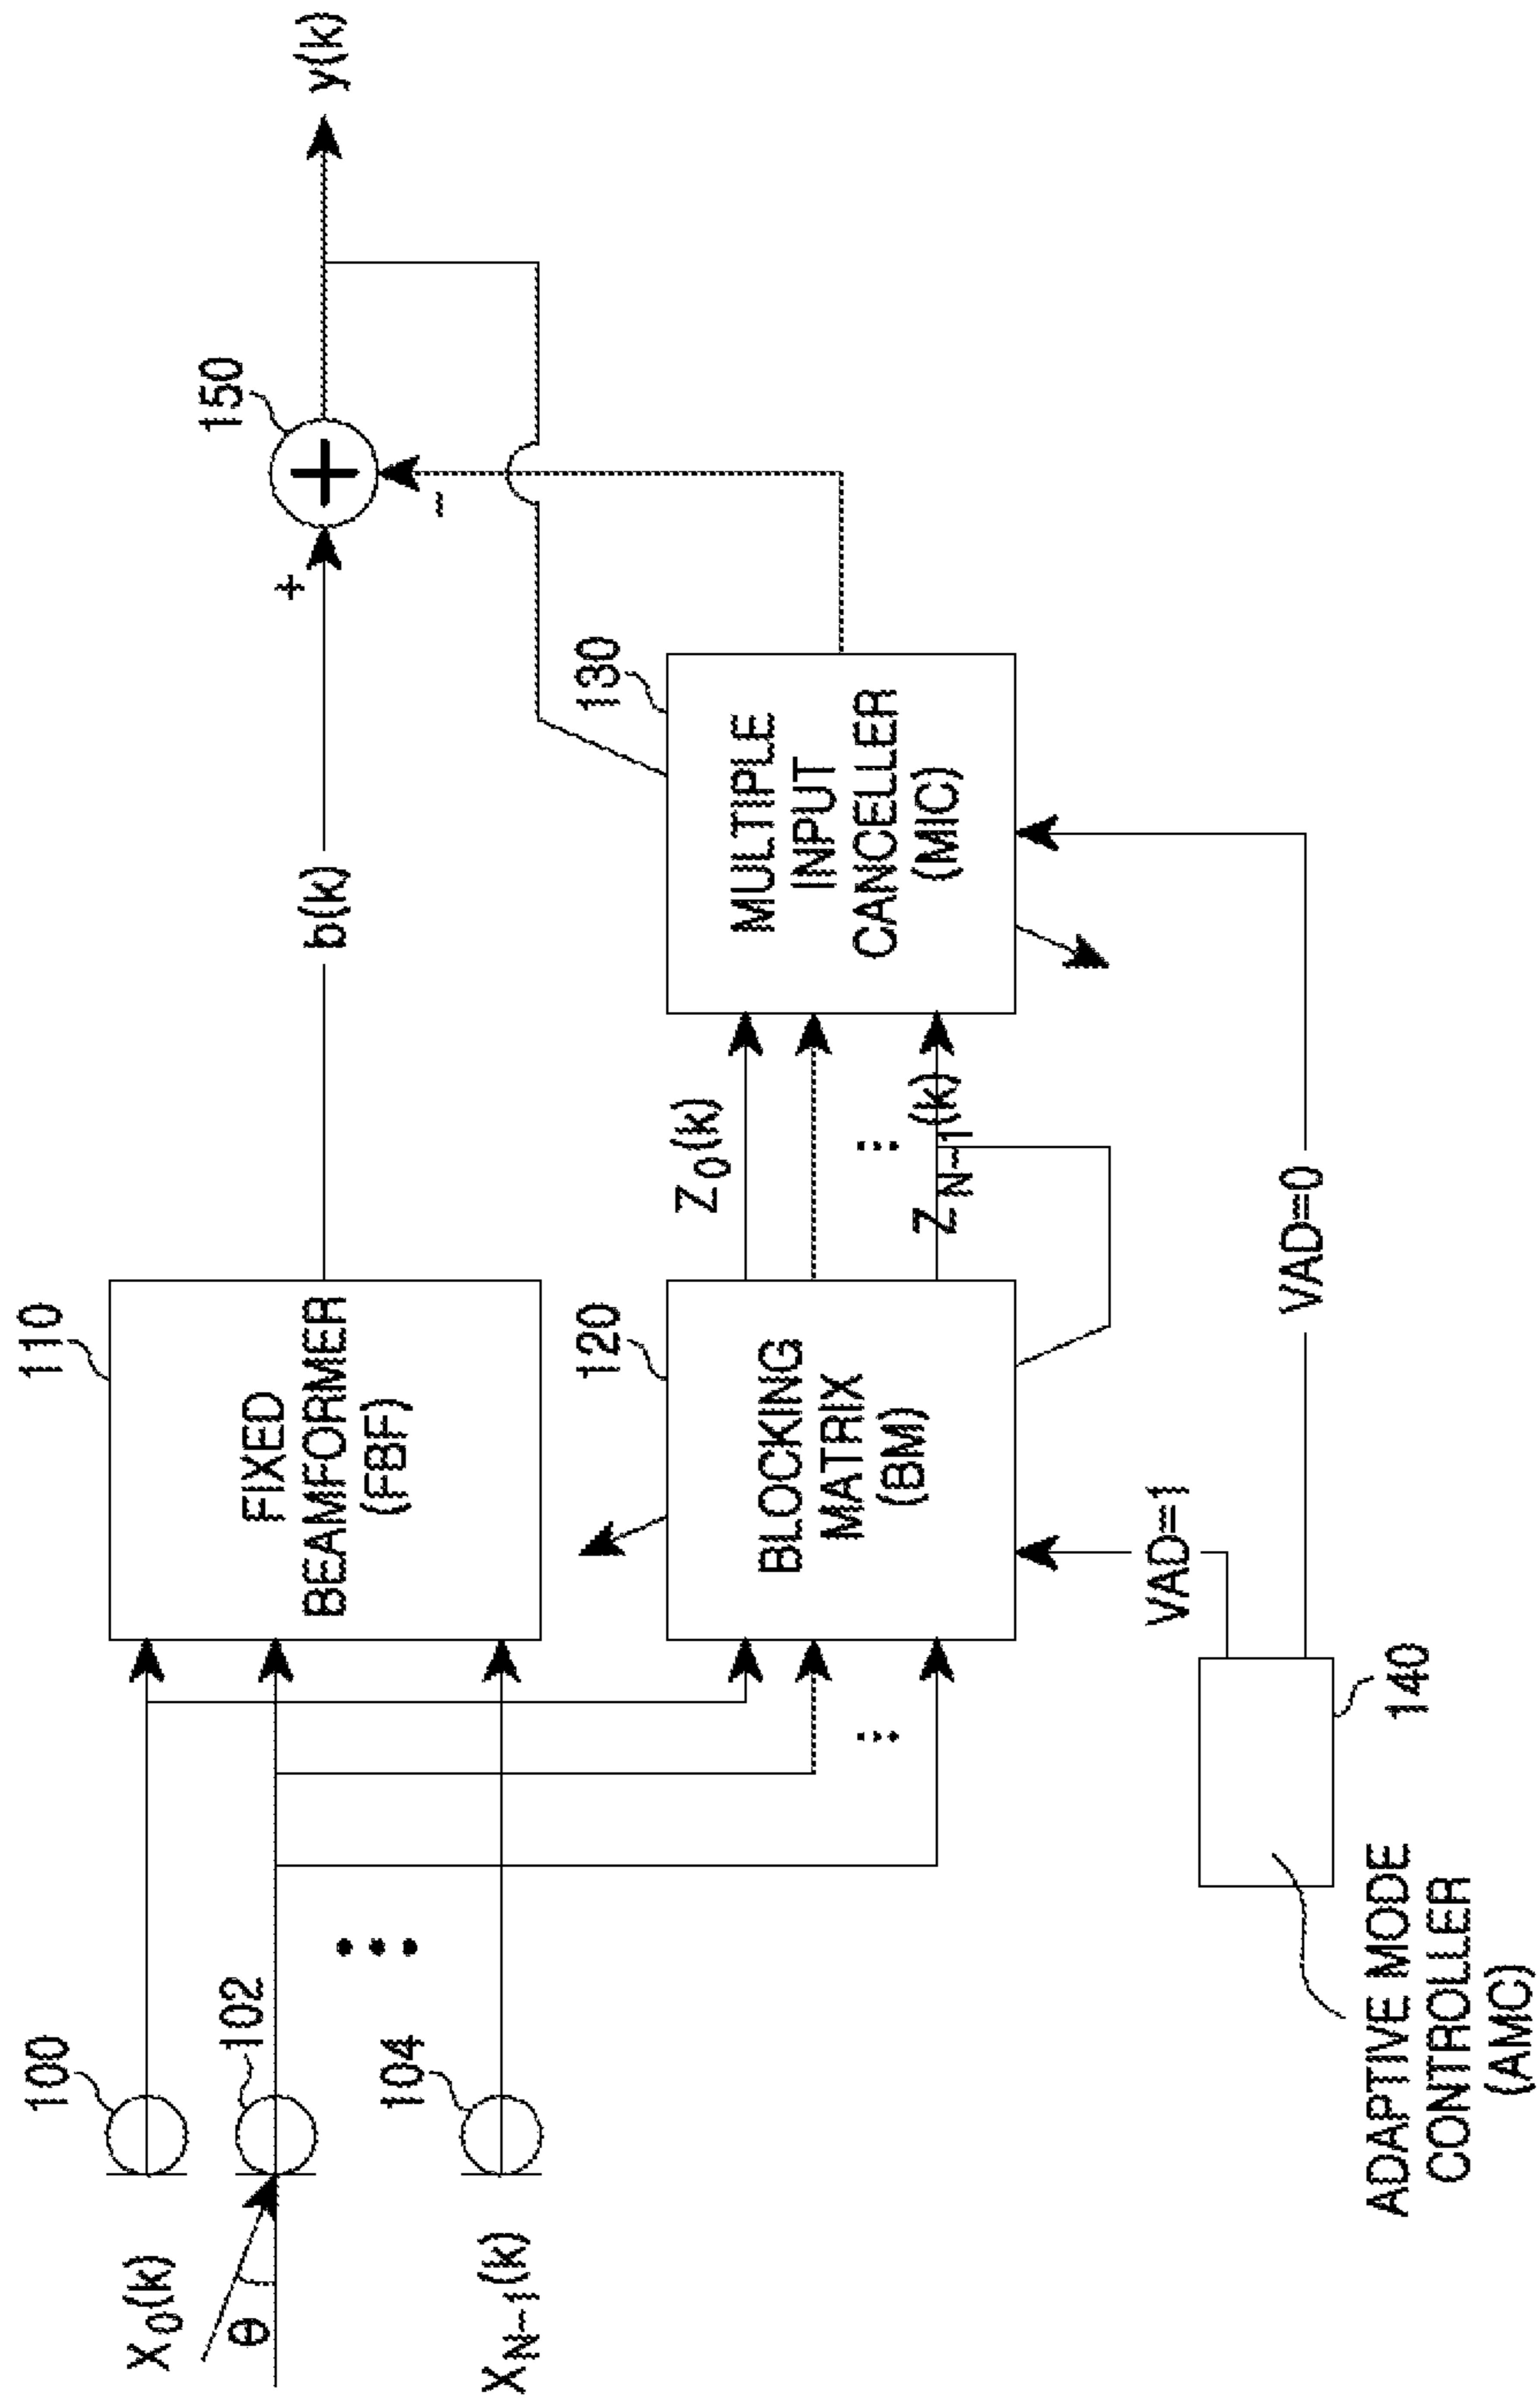 100
102
104
X0(k)
θ
XN-1(k)
110
FIXED
BEAMFORMER
(FBF)
b(k)
+
150
+
-
y(k)
120
BLOCKING
MATRIX
(BM)
Z0(k)
ZN-1(k)
130
MULTIPLE
INPUT
CANCELLER
(MIC)
VAD=1
VAD=0
140
ADAPTIVE MODE
CONTROLLER
(AMC)